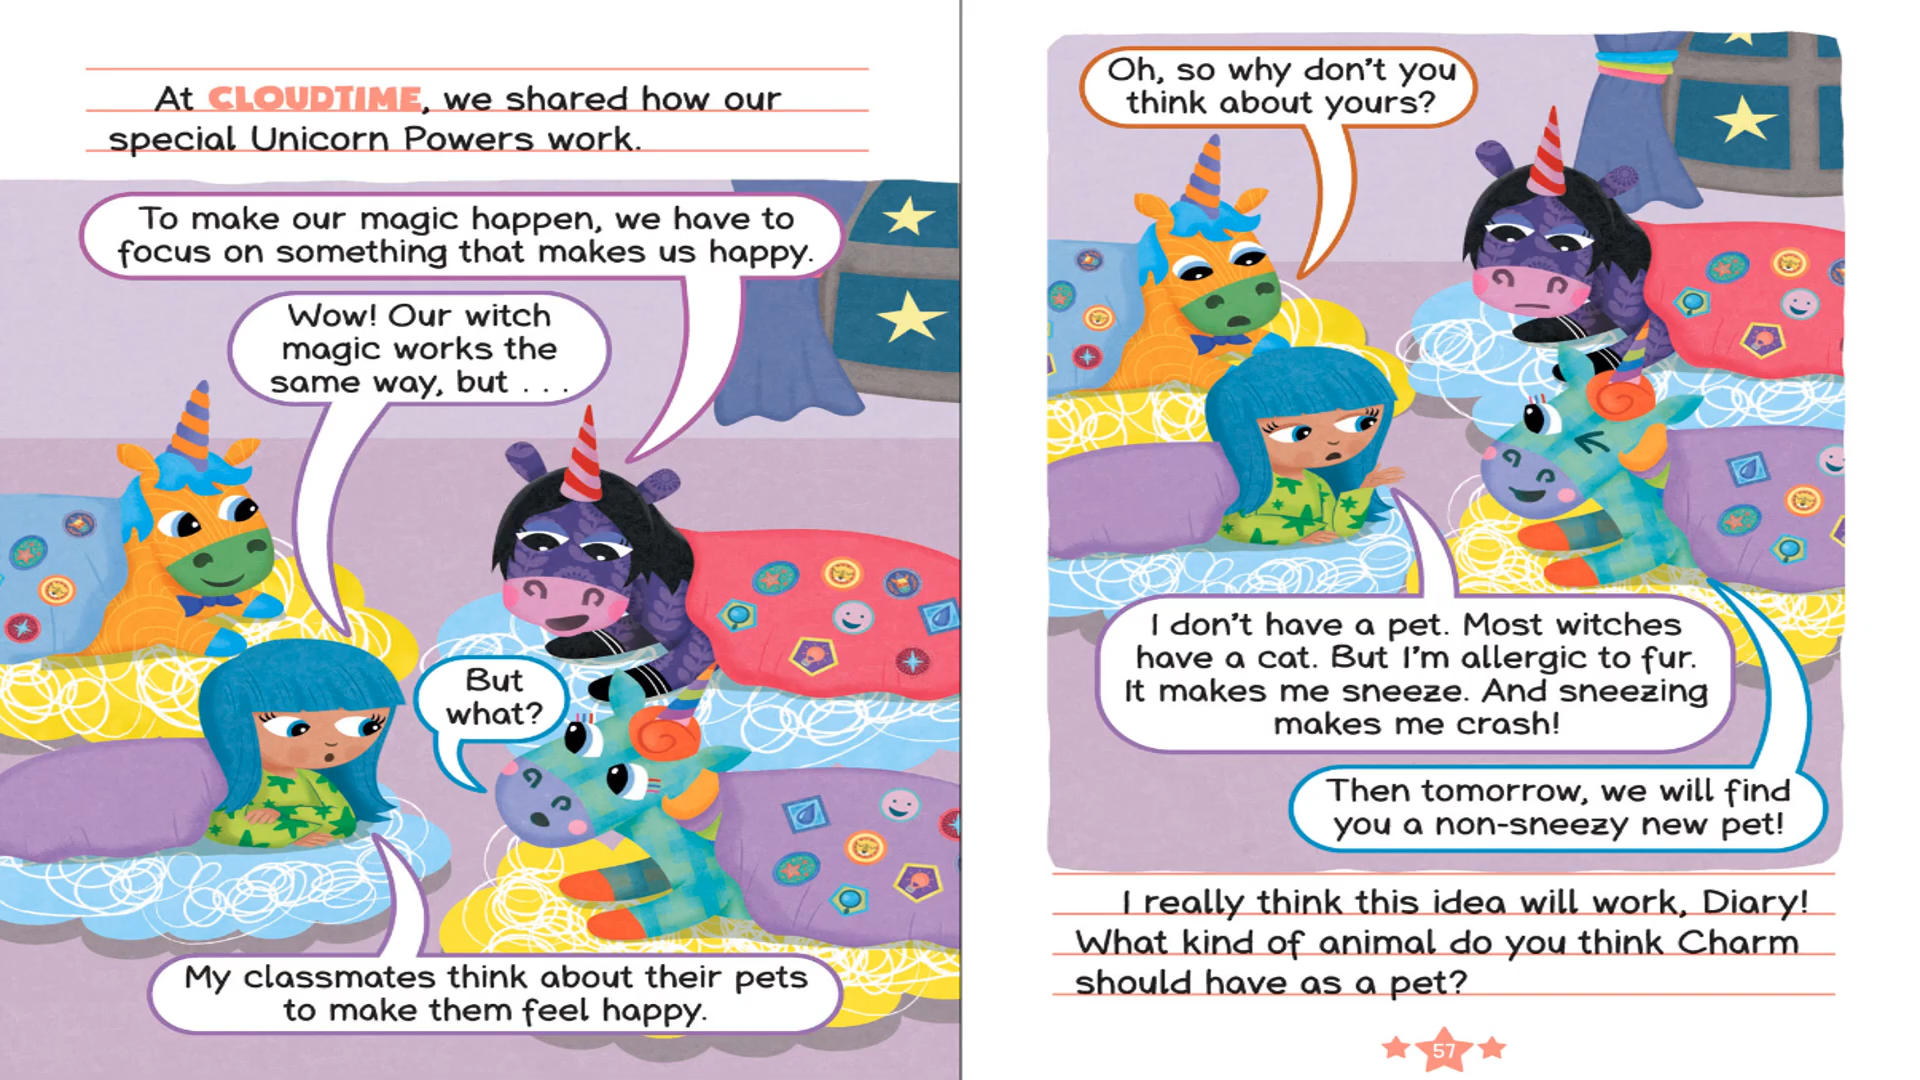 At CLOUDTIME, we shared how our
special Unicorn Powers work.
To make our magic happen, we have to
focus on something that makes us happy.
Wow! Our witch
magic works the
same way, but . . .
But
what?
My classmates think about their pets
to make them feel happy.
Oh, so why don't you
think about yours?
I don't have a pet. Most witches
have a cat. But I'm allergic to fur.
It makes me sneeze. And sneezing
makes me crash!
Then tomorrow, we will find
you a non-sneezy new pet!
I really think this idea will work, Diary!
What kind of animal do you think Charm
should have as a pet?
57